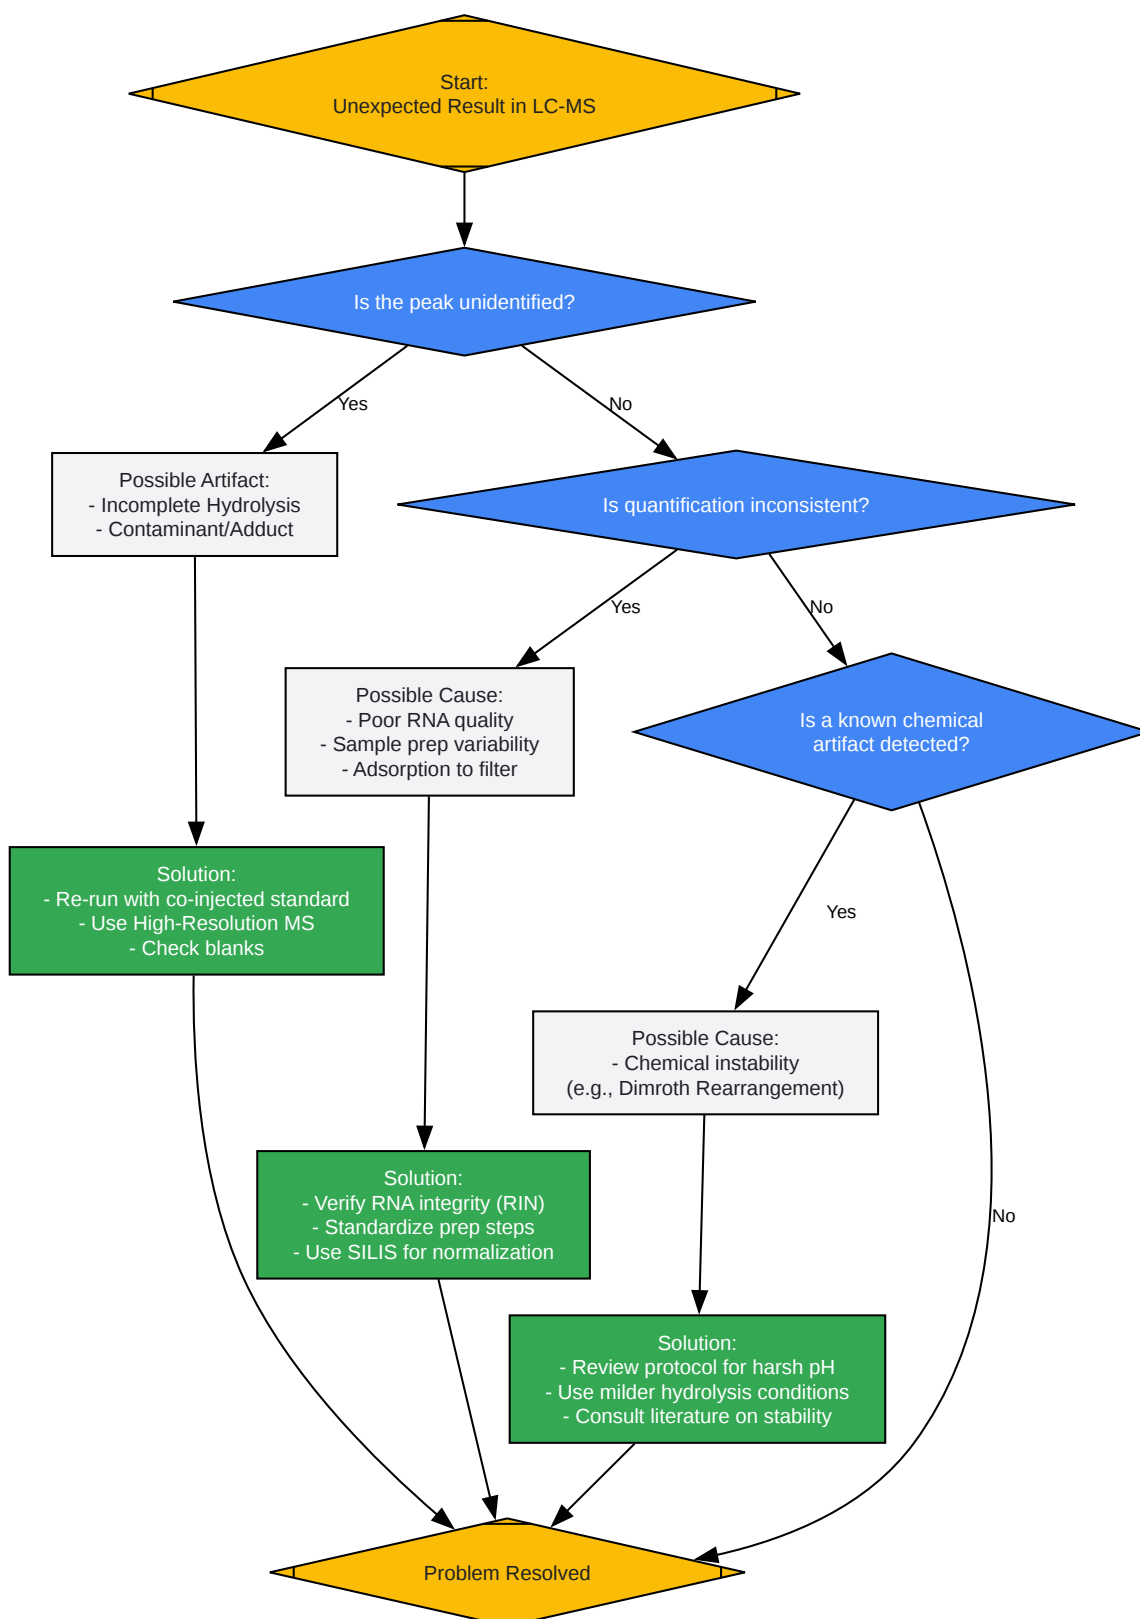 Start:
Unexpected Result in LC-MS
Is the peak unidentified?
Yes
No
Possible Artifact:
- Incomplete Hydrolysis
- Contaminant/Adduct
Is quantification inconsistent?
Yes
No
Possible Cause:
- Poor RNA quality
- Sample prep variability
- Adsorption to filter
Is a known chemical
artifact detected?
Solution:
- Re-run with co-injected standard
- Use High-Resolution MS
- Check blanks
Yes
Possible Cause:
- Chemical instability
(e.g., Dimroth Rearrangement)
Solution:
- Verify RNA integrity (RIN)
- Standardize prep steps
- Use SILIS for normalization
No
Solution:
- Review protocol for harsh pH
- Use milder hydrolysis conditions
- Consult literature on stability
Problem Resolved